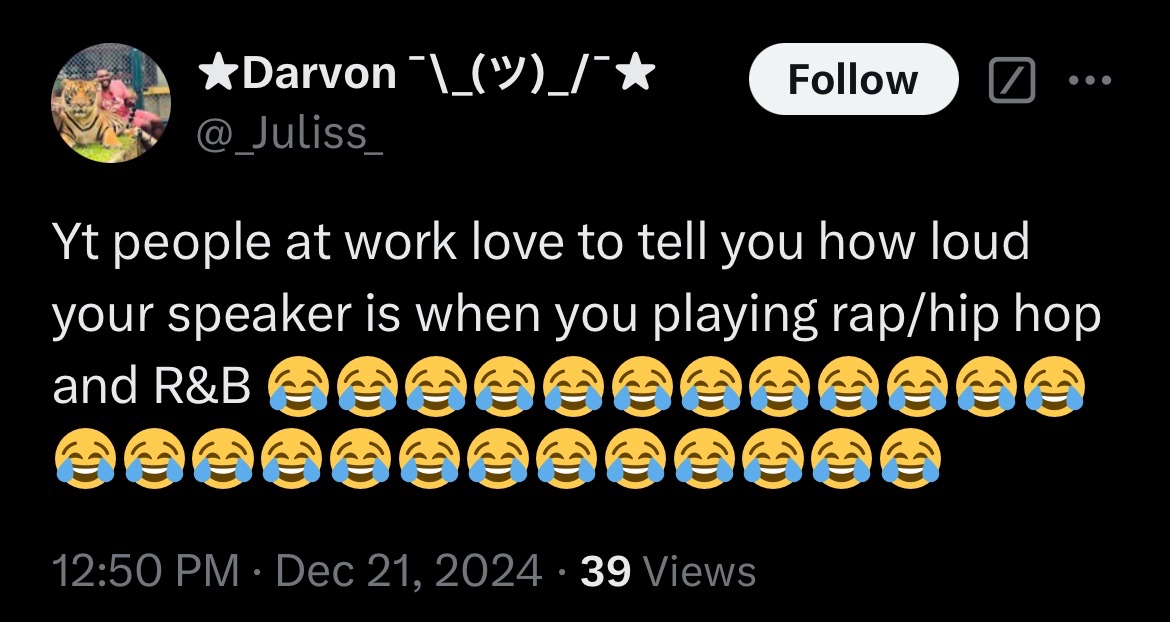 ★Darvon ¯\_(ツ)_/¯★
Follow
@_Juliss_
Yt people at work love to tell you how loud
your speaker is when you playing rap/hip hop
and R&B 😂😂😂😂😂😂😂😂😂😂😂😂
😂😂😂😂😂😂😂😂😂😂😂😂😂
12:50 PM · Dec 21, 2024 · 39 Views